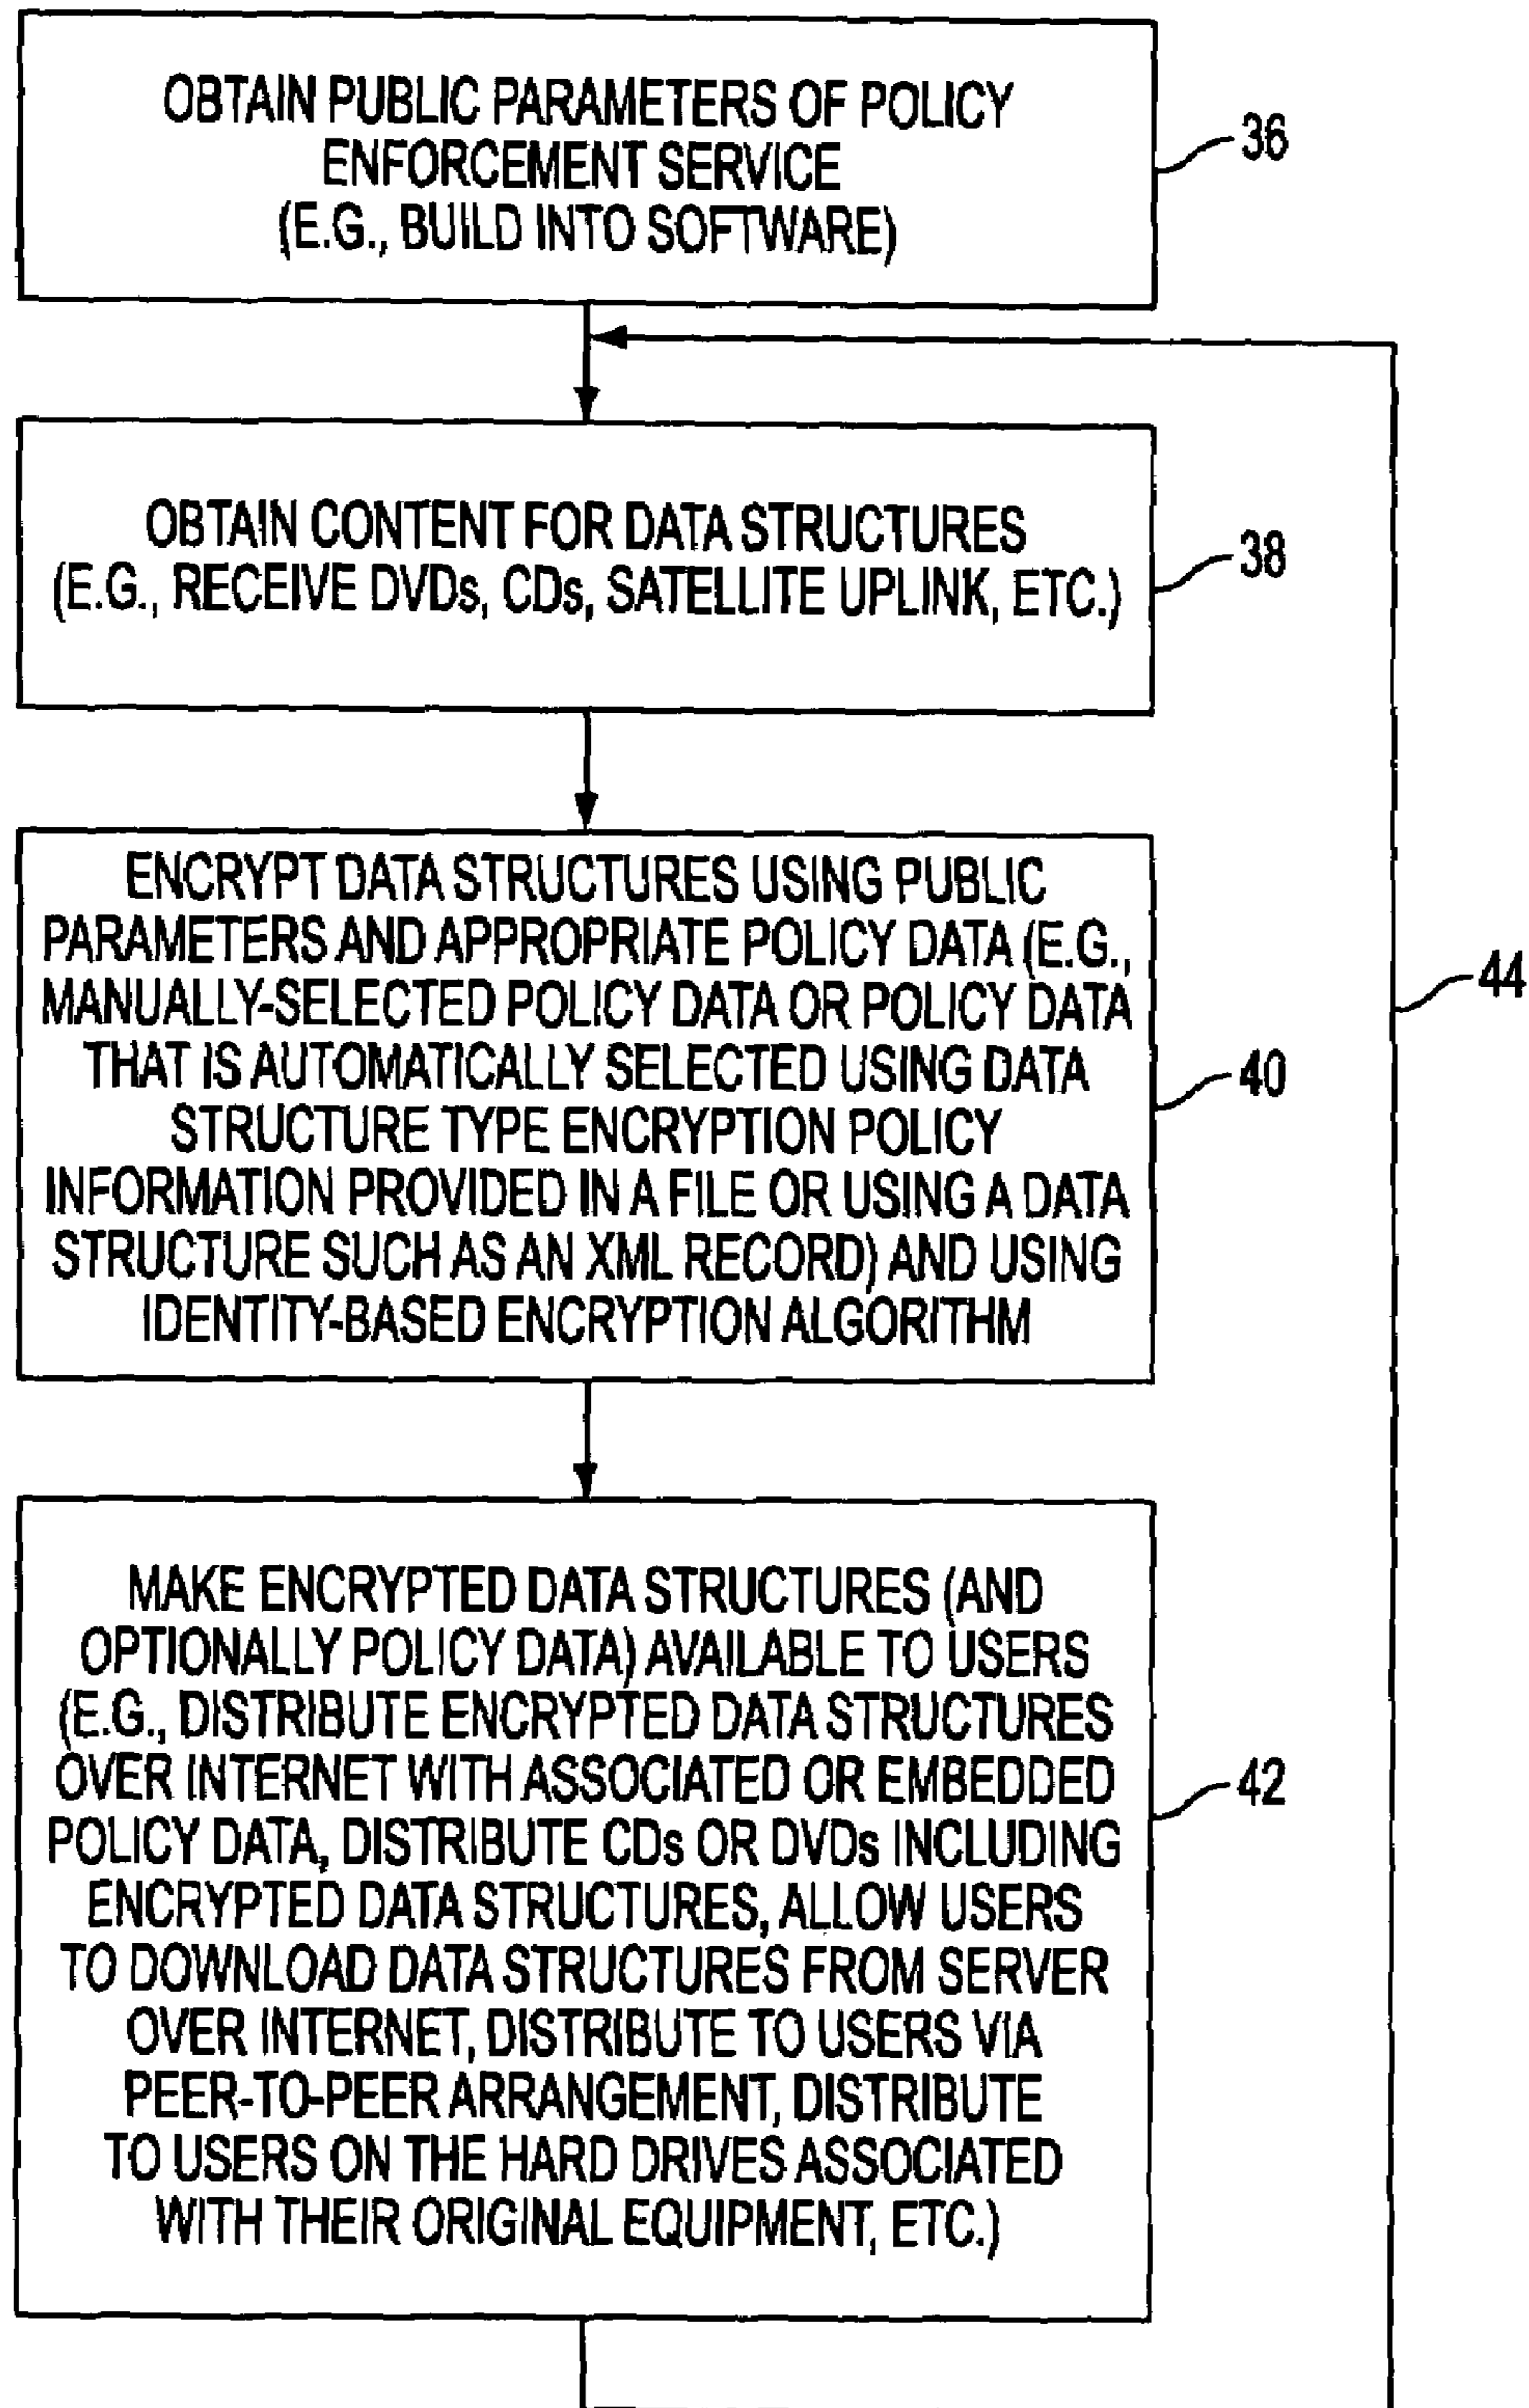 OBTAIN PUBLIC PARAMETERS OF POLICY
ENFORCEMENT SERVICE
(E.G., BUILD INTO SOFTWARE)
36
OBTAIN CONTENT FOR DATA STRUCTURES
(E.G., RECEIVE DVDs, CDs, SATELLITE UPLINK, ETC.)
38
ENCRYPT DATA STRUCTURES USING PUBLIC
PARAMETERS AND APPROPRIATE POLICY DATA (E.G.,
MANUALLY-SELECTED POLICY DATA OR POLICY DATA
THAT IS AUTOMATICALLY SELECTED USING DATA
STRUCTURE TYPE ENCRYPTION POLICY
INFORMATION PROVIDED IN A FILE OR USING A DATA
STRUCTURE SUCH AS AN XML RECORD) AND USING
IDENTITY-BASED ENCRYPTION ALGORITHM
40
44
MAKE ENCRYPTED DATA STRUCTURES (AND
OPTIONALLY POLICY DATA) AVAILABLE TO USERS
(E.G., DISTRIBUTE ENCRYPTED DATA STRUCTURES
OVER INTERNET WITH ASSOCIATED OR EMBEDDED
POLICY DATA, DISTRIBUTE CDs OR DVDs INCLUDING
ENCRYPTED DATA STRUCTURES, ALLOW USERS
TO DOWNLOAD DATA STRUCTURES FROM SERVER
OVER INTERNET, DISTRIBUTE TO USERS VIA
PEER-TO-PEER ARRANGEMENT, DISTRIBUTE
TO USERS ON THE HARD DRIVES ASSOCIATED
WITH THEIR ORIGINAL EQUIPMENT, ETC.)
42